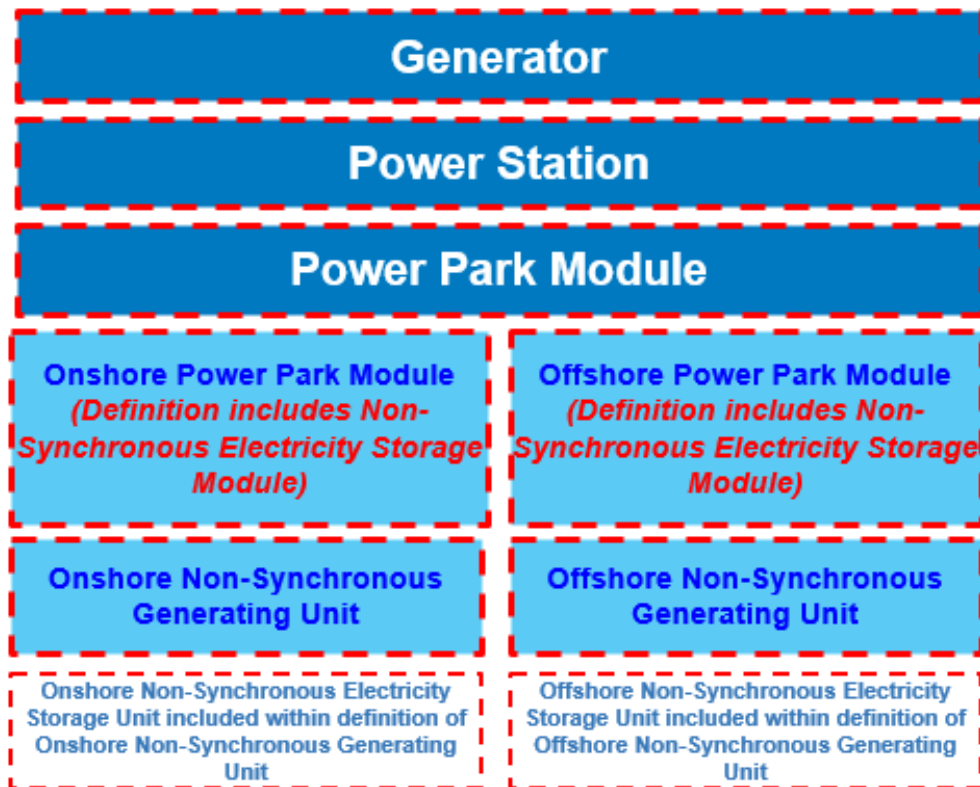 Generator
Power Station
Power Park Module
Onshore Power Park Module
(Definition includes Non-
Synchronous Electricity Storage
Module)
Offshore Power Park Module
(Definition includes Non-
Synchronous Electricity Storage
Module)
Onshore Non-Synchronous
Generating Unit
Offshore Non-Synchronous
Generating Unit
Onshore Non-Synchronous Electricity
Storage Unit included within definition of
Onshore Non-Synchronous Generating
Unit
Offshore Non-Synchronous Electricity
Storage Unit included within definition of
Offshore Non-Synchronous Generating
Unit